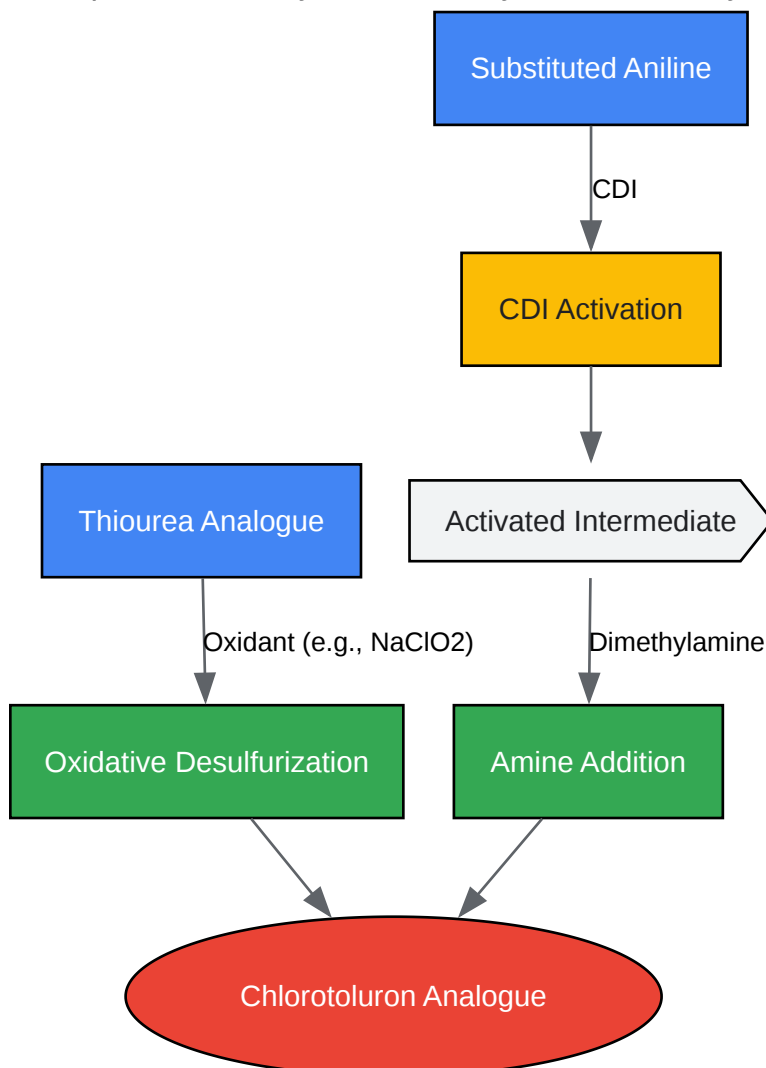 Substituted Aniline
CDI
CDI Activation
Thiourea Analogue
Activated Intermediate
Oxidant (e.g., NaClO2)
Dimethylamine
Oxidative Desulfurization
Amine Addition
Chlorotoluron Analogue